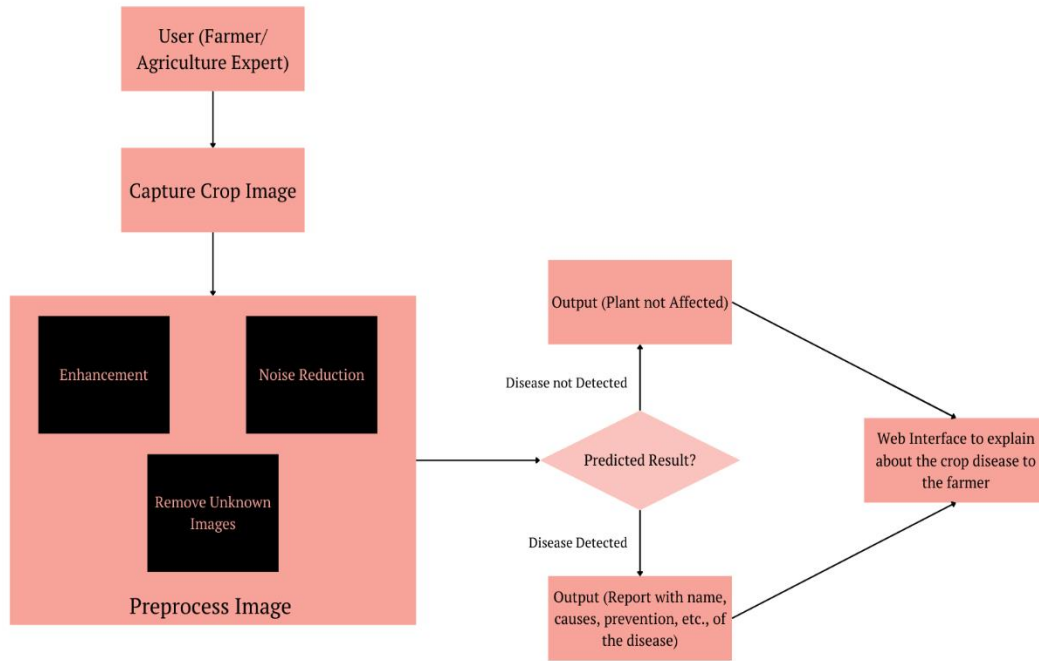 User (Farmer/
Agriculture Expert)
Capture Crop Image
Enhancement
Noise Reduction
Remove Unknown
Images
Preprocess Image
Output (Plant not Affected)
Disease not Detected
Predicted Result?
Disease Detected
Output (Report with name,
causes, prevention, etc., of
the disease)
Web Interface to explain
about the crop disease to
the farmer